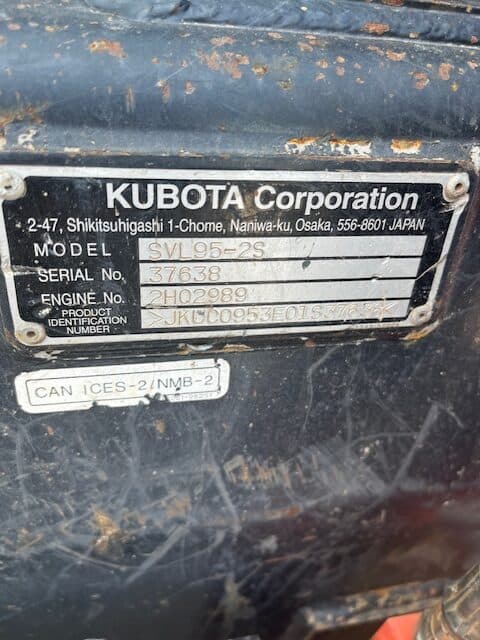 KUBOTA Corporation
2-47, Shikitsuhigashi 1-Chome, Naniwa-ku, Osaka, 556-8601 JAPAN
MODEL SVL95-2S
SERIAL No. 37638
ENGINE No. 2H02989
PRODUCT
IDENTIFICATION
NUMBER
CAN ICES-2/NMB-2